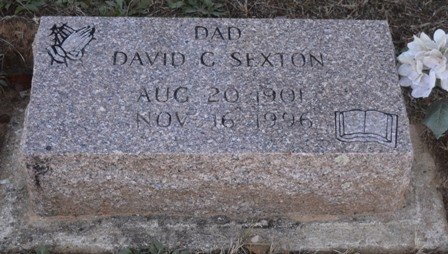 DAD
DAVID G SEXTON
AUG 20 1901
NOV 16 1996